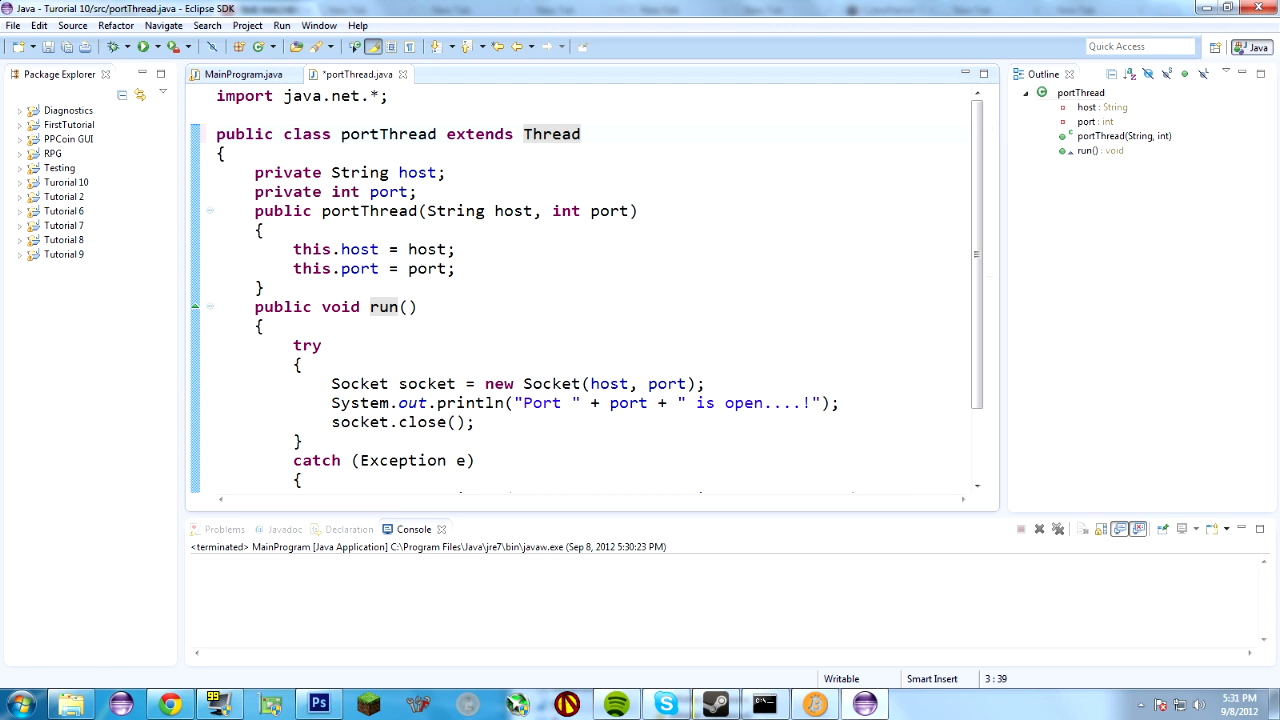 Java - Turorial 10/src/portThread.java - Eclipse SDK
File Edit Source Refactor Navigate Search Project Run Window Help
Quick Access
Java
Package Explorer
MainProgram.java
*portThread.java
Outline
Diagnostics
FirstTutorial
PPCoin GUI
RPG
Testing
Turorial 10
Tutorial 2
Tutorial 6
Tutorial 7
Tutorial 8
Tutorial 9
import java.net.*;
public class portThread extends Thread
{
private String host;
private int port;
public portThread(String host, int port)
{
this.host = host;
this.port = port;
}
public void run()
{
try
{
Socket socket = new Socket(host, port);
System.out.println("Port " + port + " is open....!");
socket.close();
}
catch (Exception e)
{
portThread
host : String
port : int
portThread(String, int)
run() : void
Problems @ Javadoc Declaration Console
<terminated> MainProgram [Java Application] C:\Program Files\Java\jre7\bin\javaw.exe (Sep 8, 2012 5:30:23 PM)
Writable Smart Insert 3 : 39
99
Ps
5:31 PM
9/8/2012